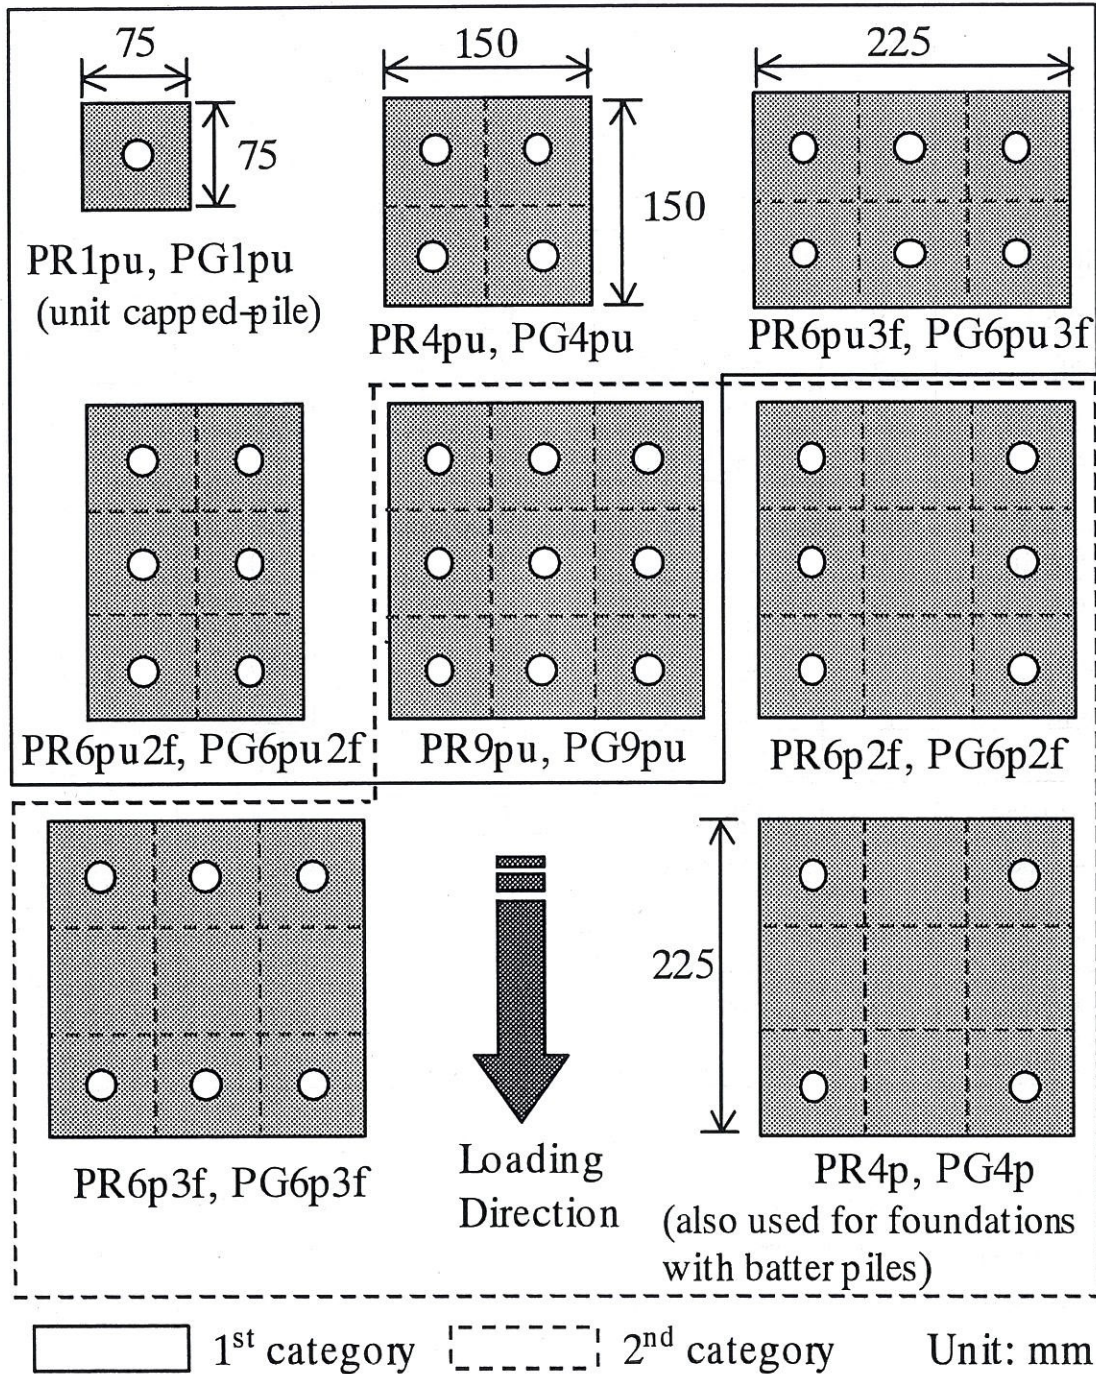 75
150
225
75
150
PR1pu, PG1pu
(unit capped-pile)
PR4pu, PG4pu
PR6pu3f, PG6pu3f
PR6pu2f, PG6pu2f
PR9pu, PG9pu
PR6p2f, PG6p2f
225
PR6p3f, PG6p3f
Loading
Direction
PR4p, PG4p
(also used for foundations
with batter piles)
1st category
2nd category
Unit: mm